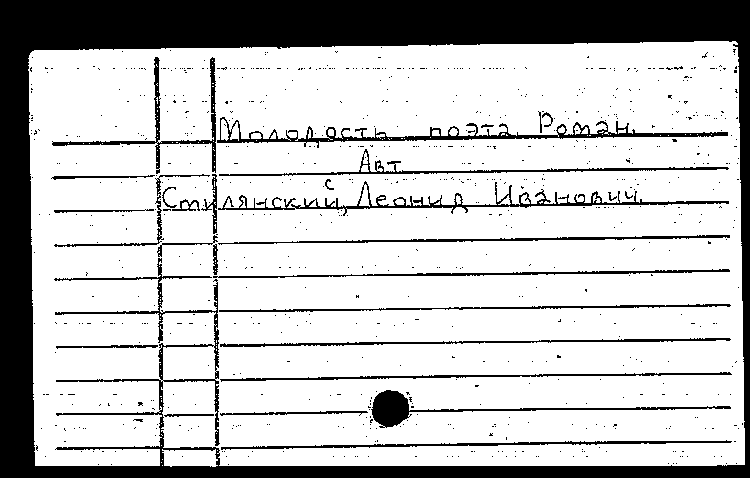 Молодость поэта Роман.
Авт
с
Стилянский, Леонид Иванович.